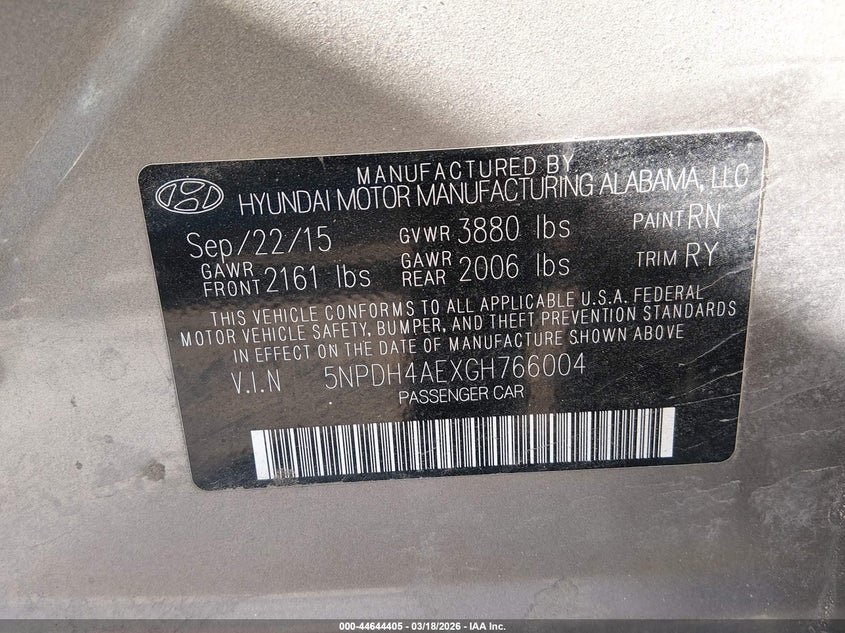 MANUFACTURED BY
HYUNDAI MOTOR MANUFACTURING ALABAMA, LLC
Sep/22/15 GVWR 3880 lbs PAINT RN
GAWR FRONT 2161 lbs GAWR REAR 2006 lbs TRIM RY
THIS VEHICLE CONFORMS TO ALL APPLICABLE U.S.A. FEDERAL
MOTOR VEHICLE SAFETY, BUMPER, AND THEFT PREVENTION STANDARDS
IN EFFECT ON THE DATE OF MANUFACTURE SHOWN ABOVE
V.I.N 5NPDH4AEXGH766004
PASSENGER CAR
000-44644405 - 03/18/2026 - IAA Inc.